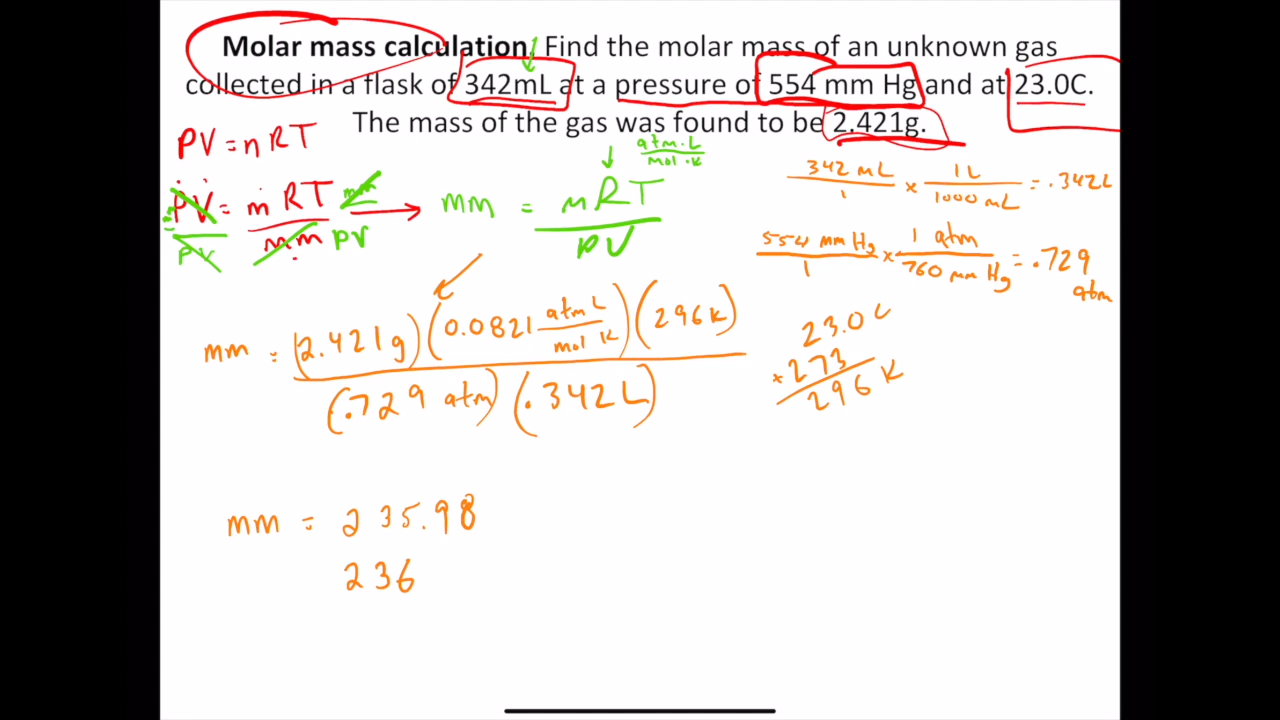 Molar mass calculation. Find the molar mass of an unknown gas
collected in a flask of 342mL at a pressure of 554 mm Hg and at 23.0C.
The mass of the gas was found to be 2.421g.
PV = nRT
PV = mRT/mm
PV PV
mm = mRT/PV
atm·L/mol·K
342 mL/1 × 1L/1000 mL = .342L
554 mm Hg/1 × 1 atm/760 mm Hg = .729 atm
mm = (2.421g)(0.0821 atm L/mol K)(296K)/(.729 atm)(.342L)
23.0 C
+273
296 K
mm = 235.98
236